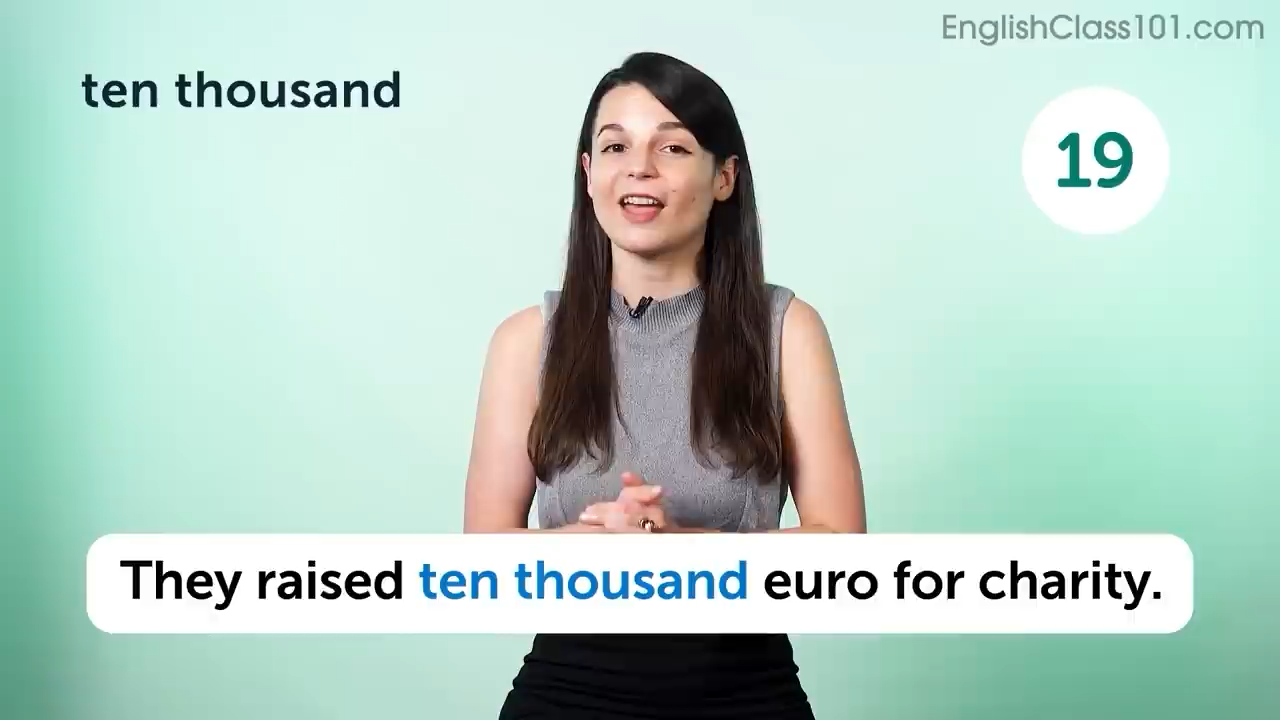 EnglishClass101.com
ten thousand
19
They raised ten thousand euro for charity.